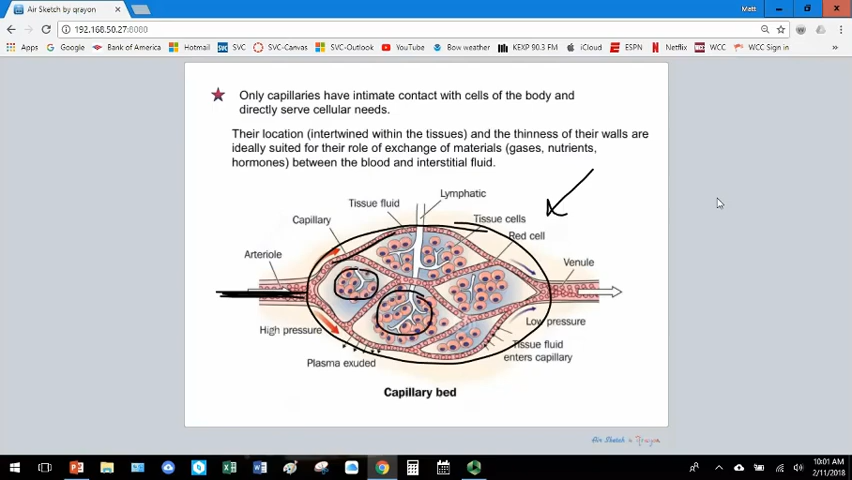 Air Sketch by qrayon
Matt
192.168.50.27:8080
Apps Google Bank of America Hotmail SVC SVC-Canvas SVC-Outlook YouTube Bow weather KEXP 90.3 FM iCloud ESPN Netflix WCC WCC Sign in
Only capillaries have intimate contact with cells of the body and
directly serve cellular needs.
Their location (intertwined within the tissues) and the thinness of their walls are
ideally suited for their role of exchange of materials (gases, nutrients,
hormones) between the blood and interstitial fluid.
Lymphatic
Tissue fluid
Capillary
Tissue cells
Red cell
Arteriole
Venule
High pressure
Low pressure
Plasma exuded
Tissue fluid
enters capillary
Capillary bed
Air Sketch by Qrayon
10:01 AM
2/11/2018